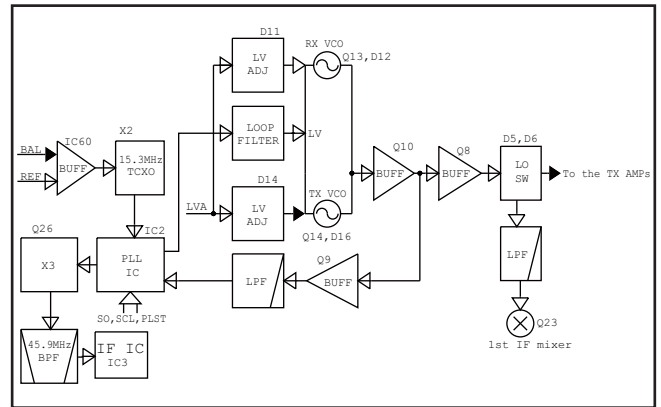 D11
LV
ADJ
RX VCO
Q13,D12
LOOP
FILTER
LV
IC60
BAL
REF
BUFF
X2
15.3MHz
TCXO
Q10
BUFF
Q8
BUFF
D5,D6
LO
SW
To the TX AMPs
D14
LVA
LV
ADJ
TX VCO
Q14,D16
Q26
X3
IC2
PLL
IC
SO,SCL,PLST
LPF
Q9
BUFF
LPF
Q23
1st IF mixer
45.9MHz
BPF
IF IC
IC3